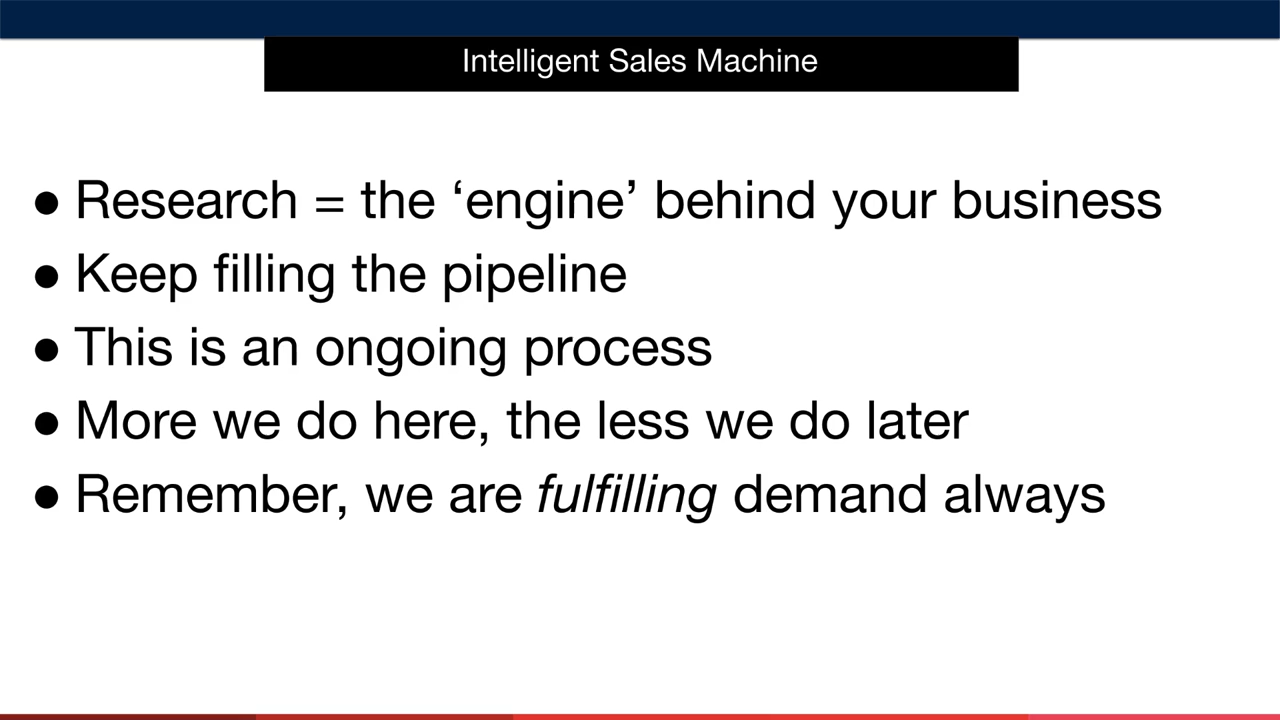 Intelligent Sales Machine
● Research = the ‘engine’ behind your business
● Keep filling the pipeline
● This is an ongoing process
● More we do here, the less we do later
● Remember, we are fulfilling demand always